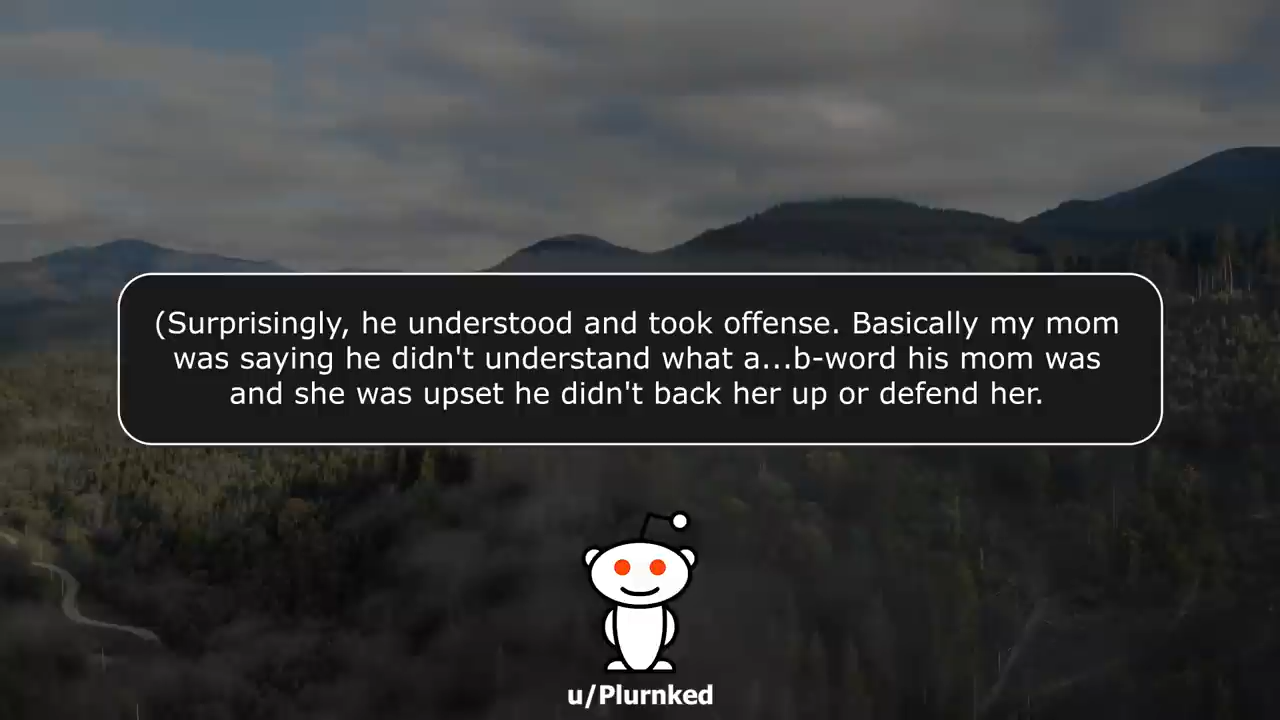 (Surprisingly, he understood and took offense. Basically my mom
was saying he didn't understand what a...b-word his mom was
and she was upset he didn't back her up or defend her.
u/Plurnked